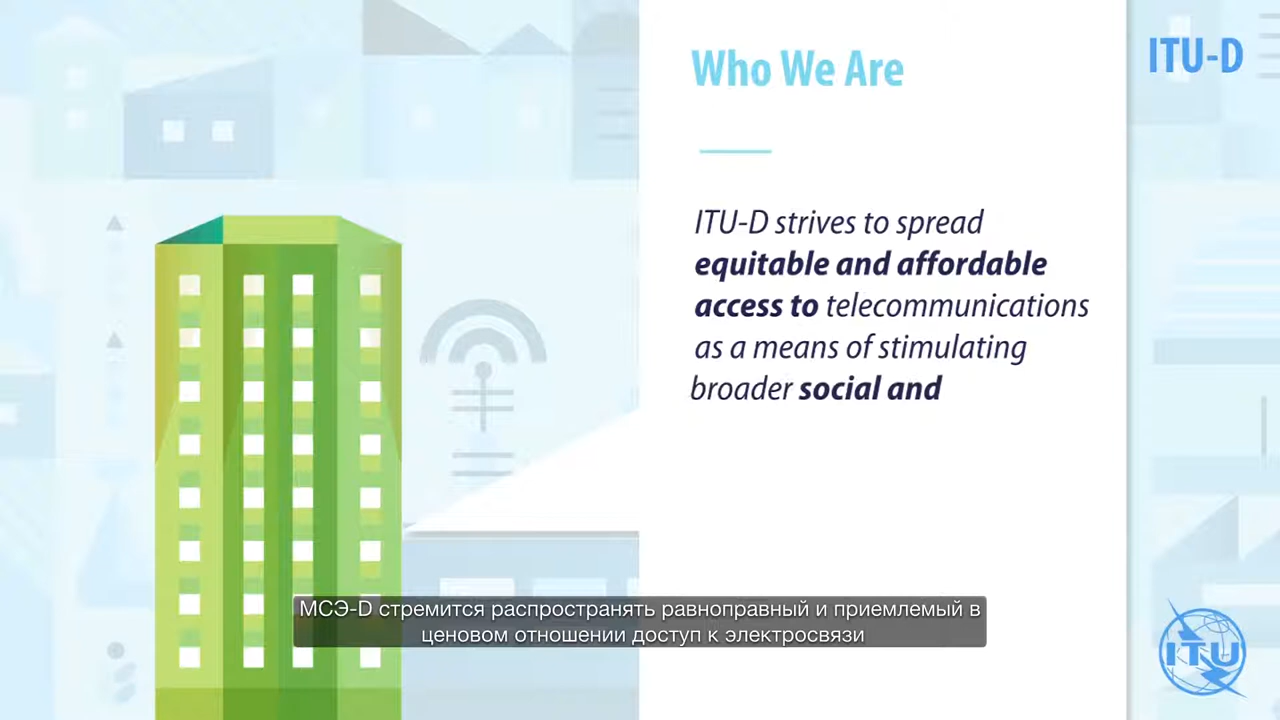 Who We Are
ITU-D
ITU-D strives to spread
equitable and affordable
access to telecommunications
as a means of stimulating
broader social and
МСЭ-D стремится распространять равноправный и приемлемый в
ценовом отношении доступ к электросвязи
ITU